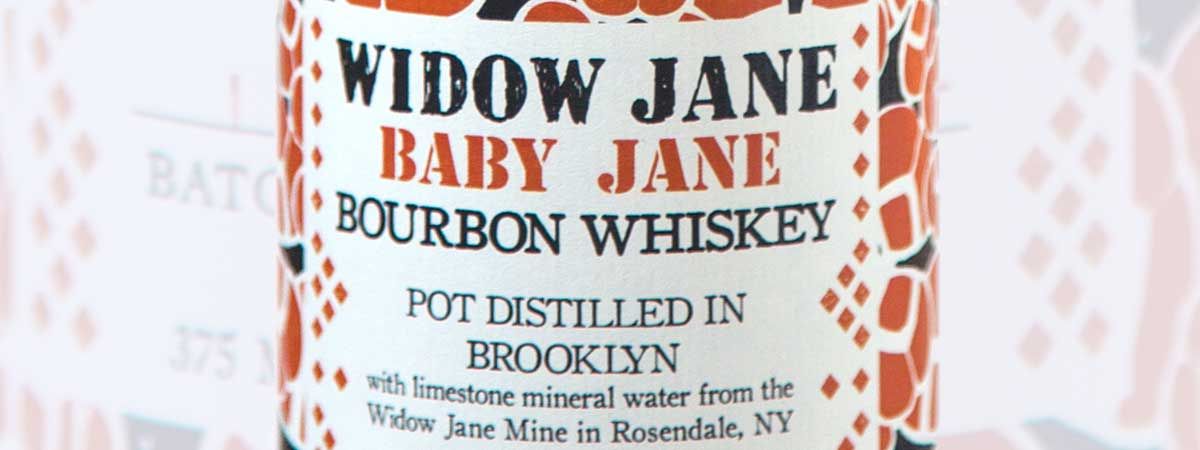 WIDOW JANE
BABY JANE
BOURBON WHISKEY
POT DISTILLED IN
BROOKLYN
with limestone mineral water from the
Widow Jane Mine in Rosendale, NY
375